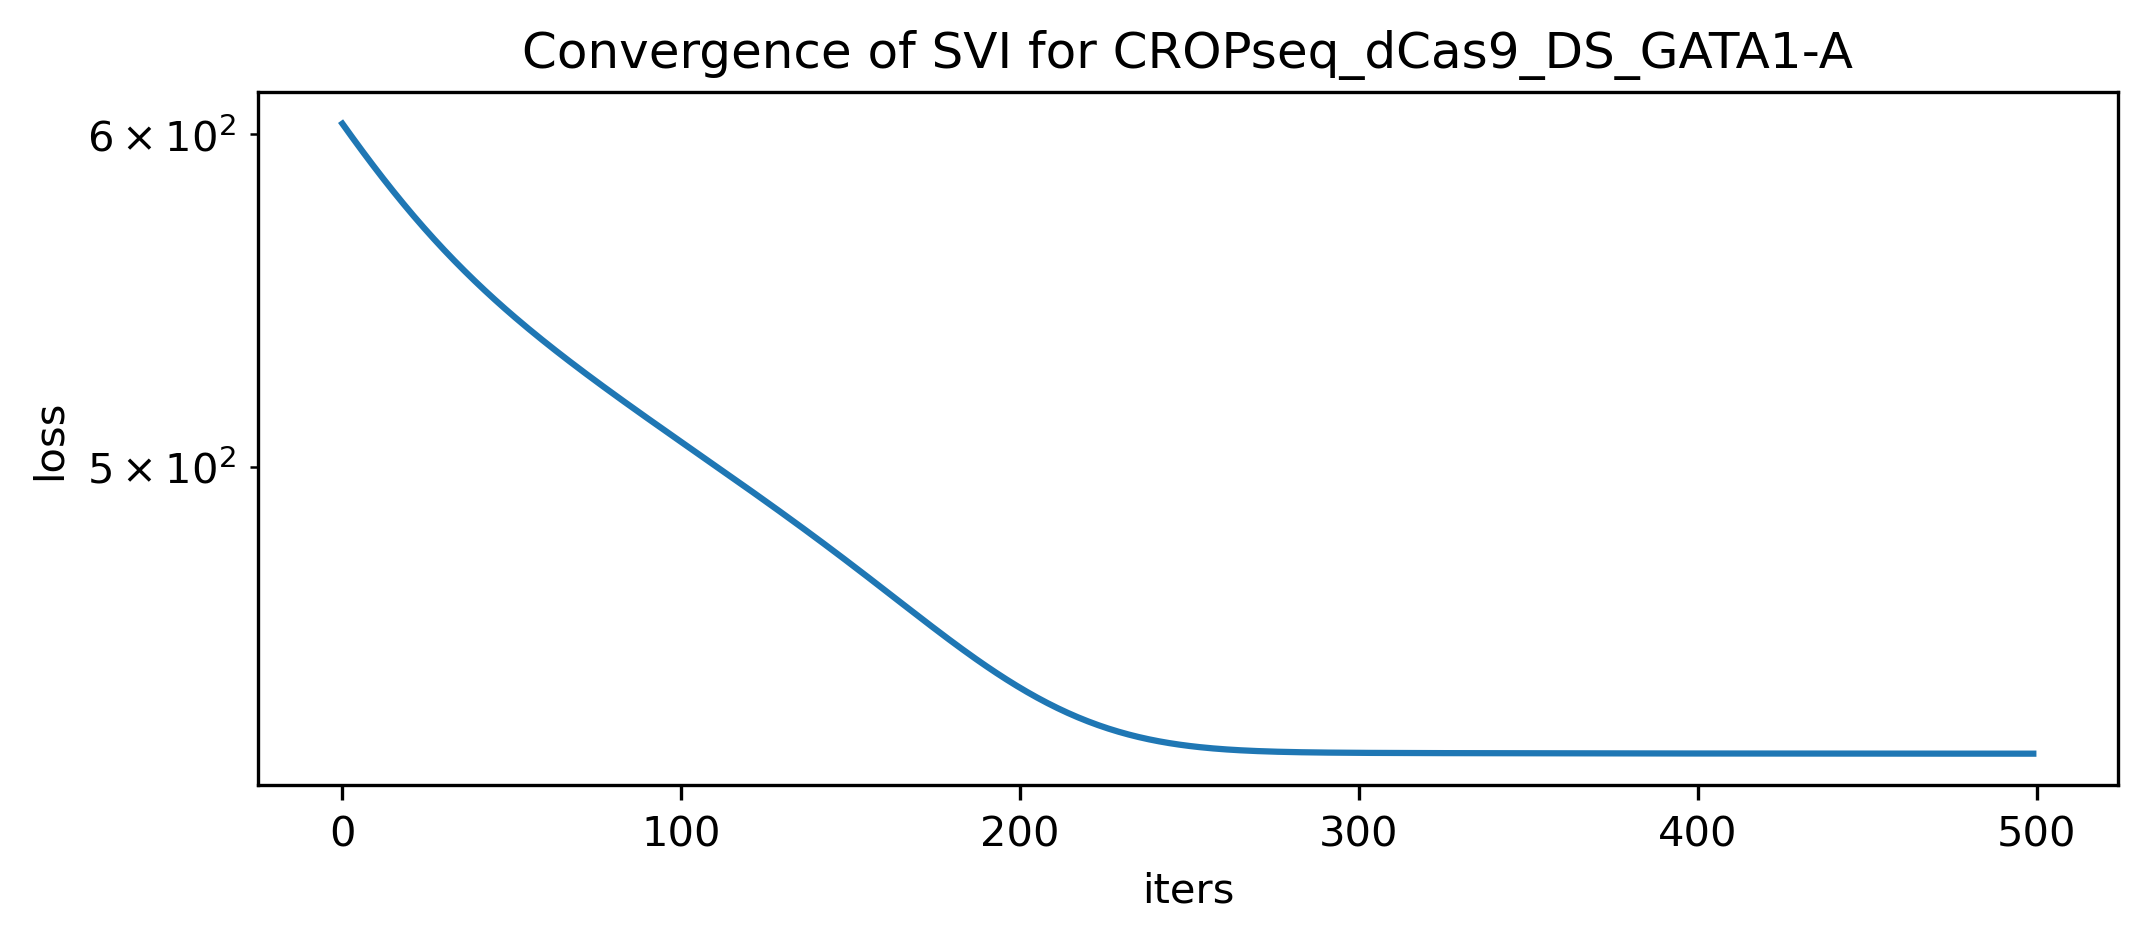 Convergence of SVI for CROPseq_dCas9_DS_GATA1-A
6 × 10²
5 × 10²
loss
0 100 200 300 400 500
iters